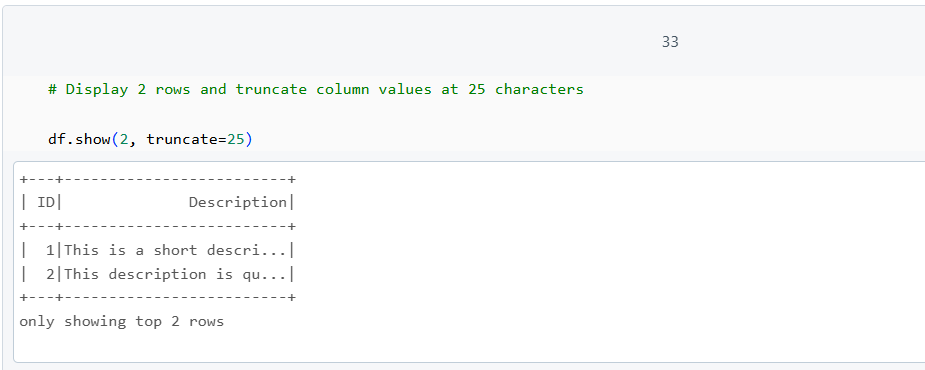 33
# Display 2 rows and truncate column values at 25 characters
df.show(2, truncate=25)
+---+-------------------------+
| ID|              Description|
+---+-------------------------+
|  1|This is a short descri...|
|  2|This description is qu...|
+---+-------------------------+
only showing top 2 rows